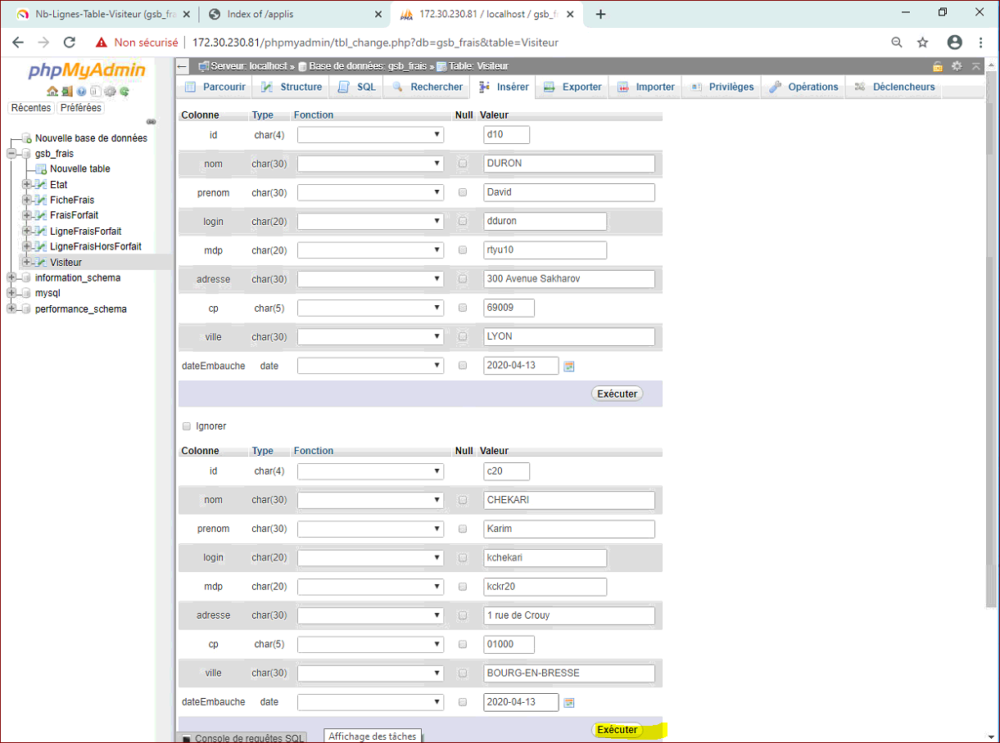 Nb-Lignes-Table-Visiteur (gsb_fra
Index of /applis
172.30.230.81 / localhost / gsb_f
Non sécurisé 172.30.230.81/phpmyadmin/tbl_change.php?db=gsb_frais&table=Visiteur
phpMyAdmin
Récentes Préférées
Nouvelle base de données
gsb_frais
Nouvelle table
Etat
FicheFrais
FraisForfait
LigneFraisForfait
LigneFraisHorsForfait
Visiteur
information_schema
mysql
performance_schema
Serveur: localhost » Base de données: gsb_frais » Table: Visiteur
Parcourir Structure SQL Rechercher Insérer Exporter Importer Privilèges Opérations Déclencheurs
Colonne Type Fonction Null Valeur
id char(4) d10
nom char(30) DURON
prenom char(30) David
login char(20) dduron
mdp char(20) rtyu10
adresse char(30) 300 Avenue Sakharov
cp char(5) 69009
ville char(30) LYON
dateEmbauche date 2020-04-13
Exécuter
Ignorer
Colonne Type Fonction Null Valeur
id char(4) c20
nom char(30) CHEKARI
prenom char(30) Karim
login char(20) kchekari
mdp char(20) kckr20
adresse char(30) 1 rue de Crouy
cp char(5) 01000
ville char(30) BOURG-EN-BRESSE
dateEmbauche date 2020-04-13
Exécuter
Console de requêtes SQL
Affichage des tâches